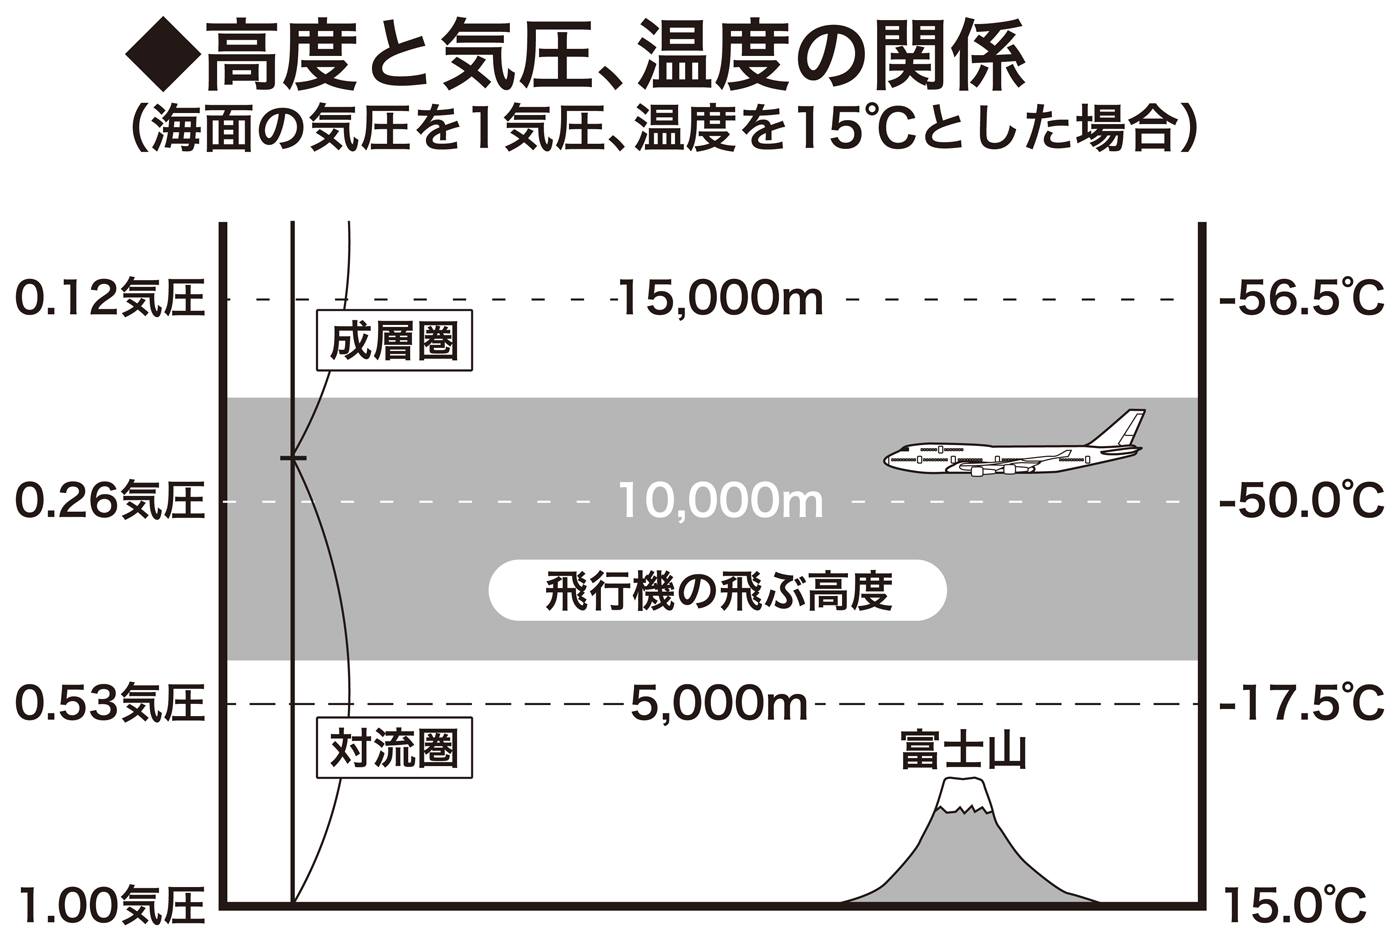 ◆高度と気圧、温度の関係
（海面の気圧を1気圧、温度を15℃とした場合）
0.12気圧 15,000m -56.5℃
成層圏
0.26気圧 10,000m -50.0℃
飛行機の飛ぶ高度
0.53気圧 5,000m -17.5℃
対流圏 富士山
1.00気圧 15.0℃